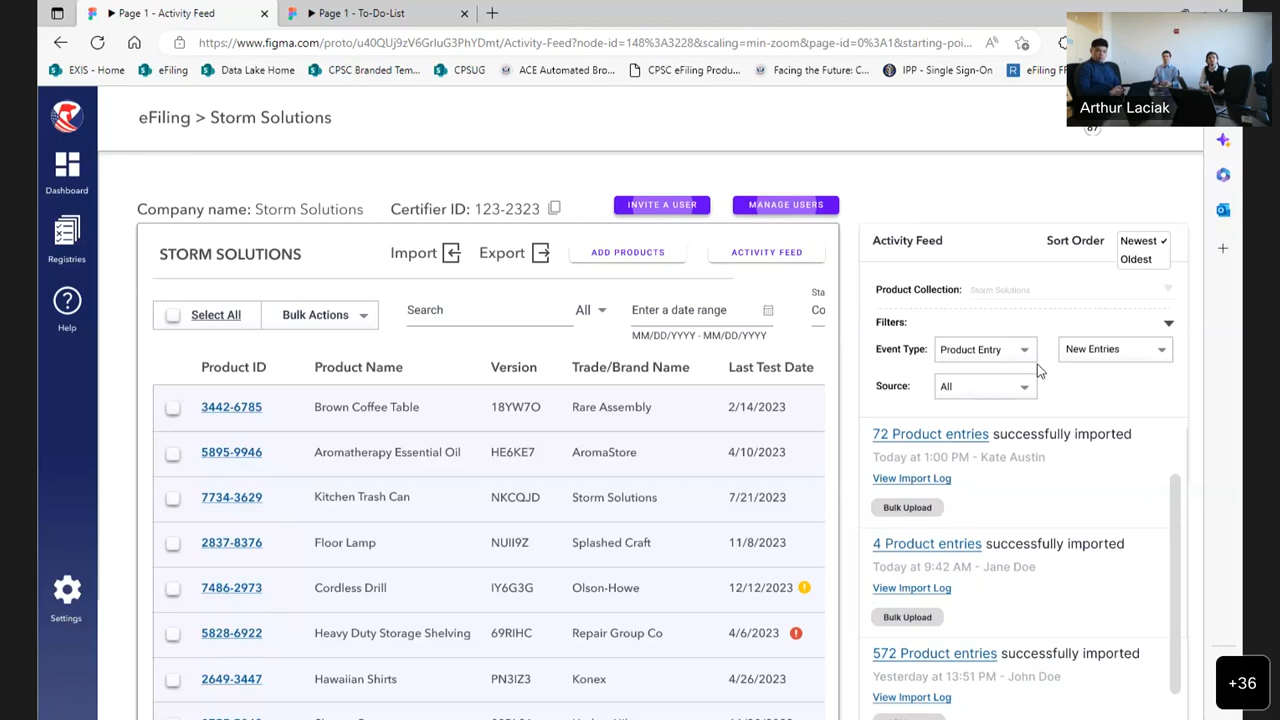 Page 1 - Activity Feed
Page 1 - To-Do-List
https://www.figma.com/proto/u40QUj9zV6GrIuG3PhYDmt/Activity-Feed?node-id=148%3A3228&scaling=min-zoom&page-id=0%3A1&starting-poi...
EXIS - Home
eFiling
Data Lake Home
CPSC Branded Tem...
CPSUG
ACE Automated Bro...
CPSC eFiling Produ...
Facing the Future: C...
IPP - Single Sign-On
eFiling FF
Arthur Laciak
eFiling > Storm Solutions
87
Dashboard
Registries
Help
Settings
Company name: Storm Solutions
Certifier ID: 123-2323
INVITE A USER
MANAGE USERS
STORM SOLUTIONS
Import
Export
ADD PRODUCTS
ACTIVITY FEED
Select All
Bulk Actions
Search
All
Enter a date range
MM/DD/YYYY - MM/DD/YYYY
Sta
Co
Product ID Product Name Version Trade/Brand Name Last Test Date
3442-6785 Brown Coffee Table 18YW7O Rare Assembly 2/14/2023
5895-9946 Aromatherapy Essential Oil HE6KE7 AromaStore 4/10/2023
7734-3629 Kitchen Trash Can NKCQJD Storm Solutions 7/21/2023
2837-8376 Floor Lamp NUII9Z Splashed Craft 11/8/2023
7486-2973 Cordless Drill IY6G3G Olson-Howe 12/12/2023
5828-6922 Heavy Duty Storage Shelving 69RIHC Repair Group Co 4/6/2023
2649-3447 Hawaiian Shirts PN3IZ3 Konex 4/26/2023
Activity Feed
Sort Order
Newest ✓
Oldest
Product Collection: Storm Solutions
Filters:
Event Type: Product Entry New Entries
Source: All
72 Product entries successfully imported
Today at 1:00 PM - Kate Austin
View Import Log
Bulk Upload
4 Product entries successfully imported
Today at 9:42 AM - Jane Doe
View Import Log
Bulk Upload
572 Product entries successfully imported
Yesterday at 13:51 PM - John Doe
View Import Log
+36